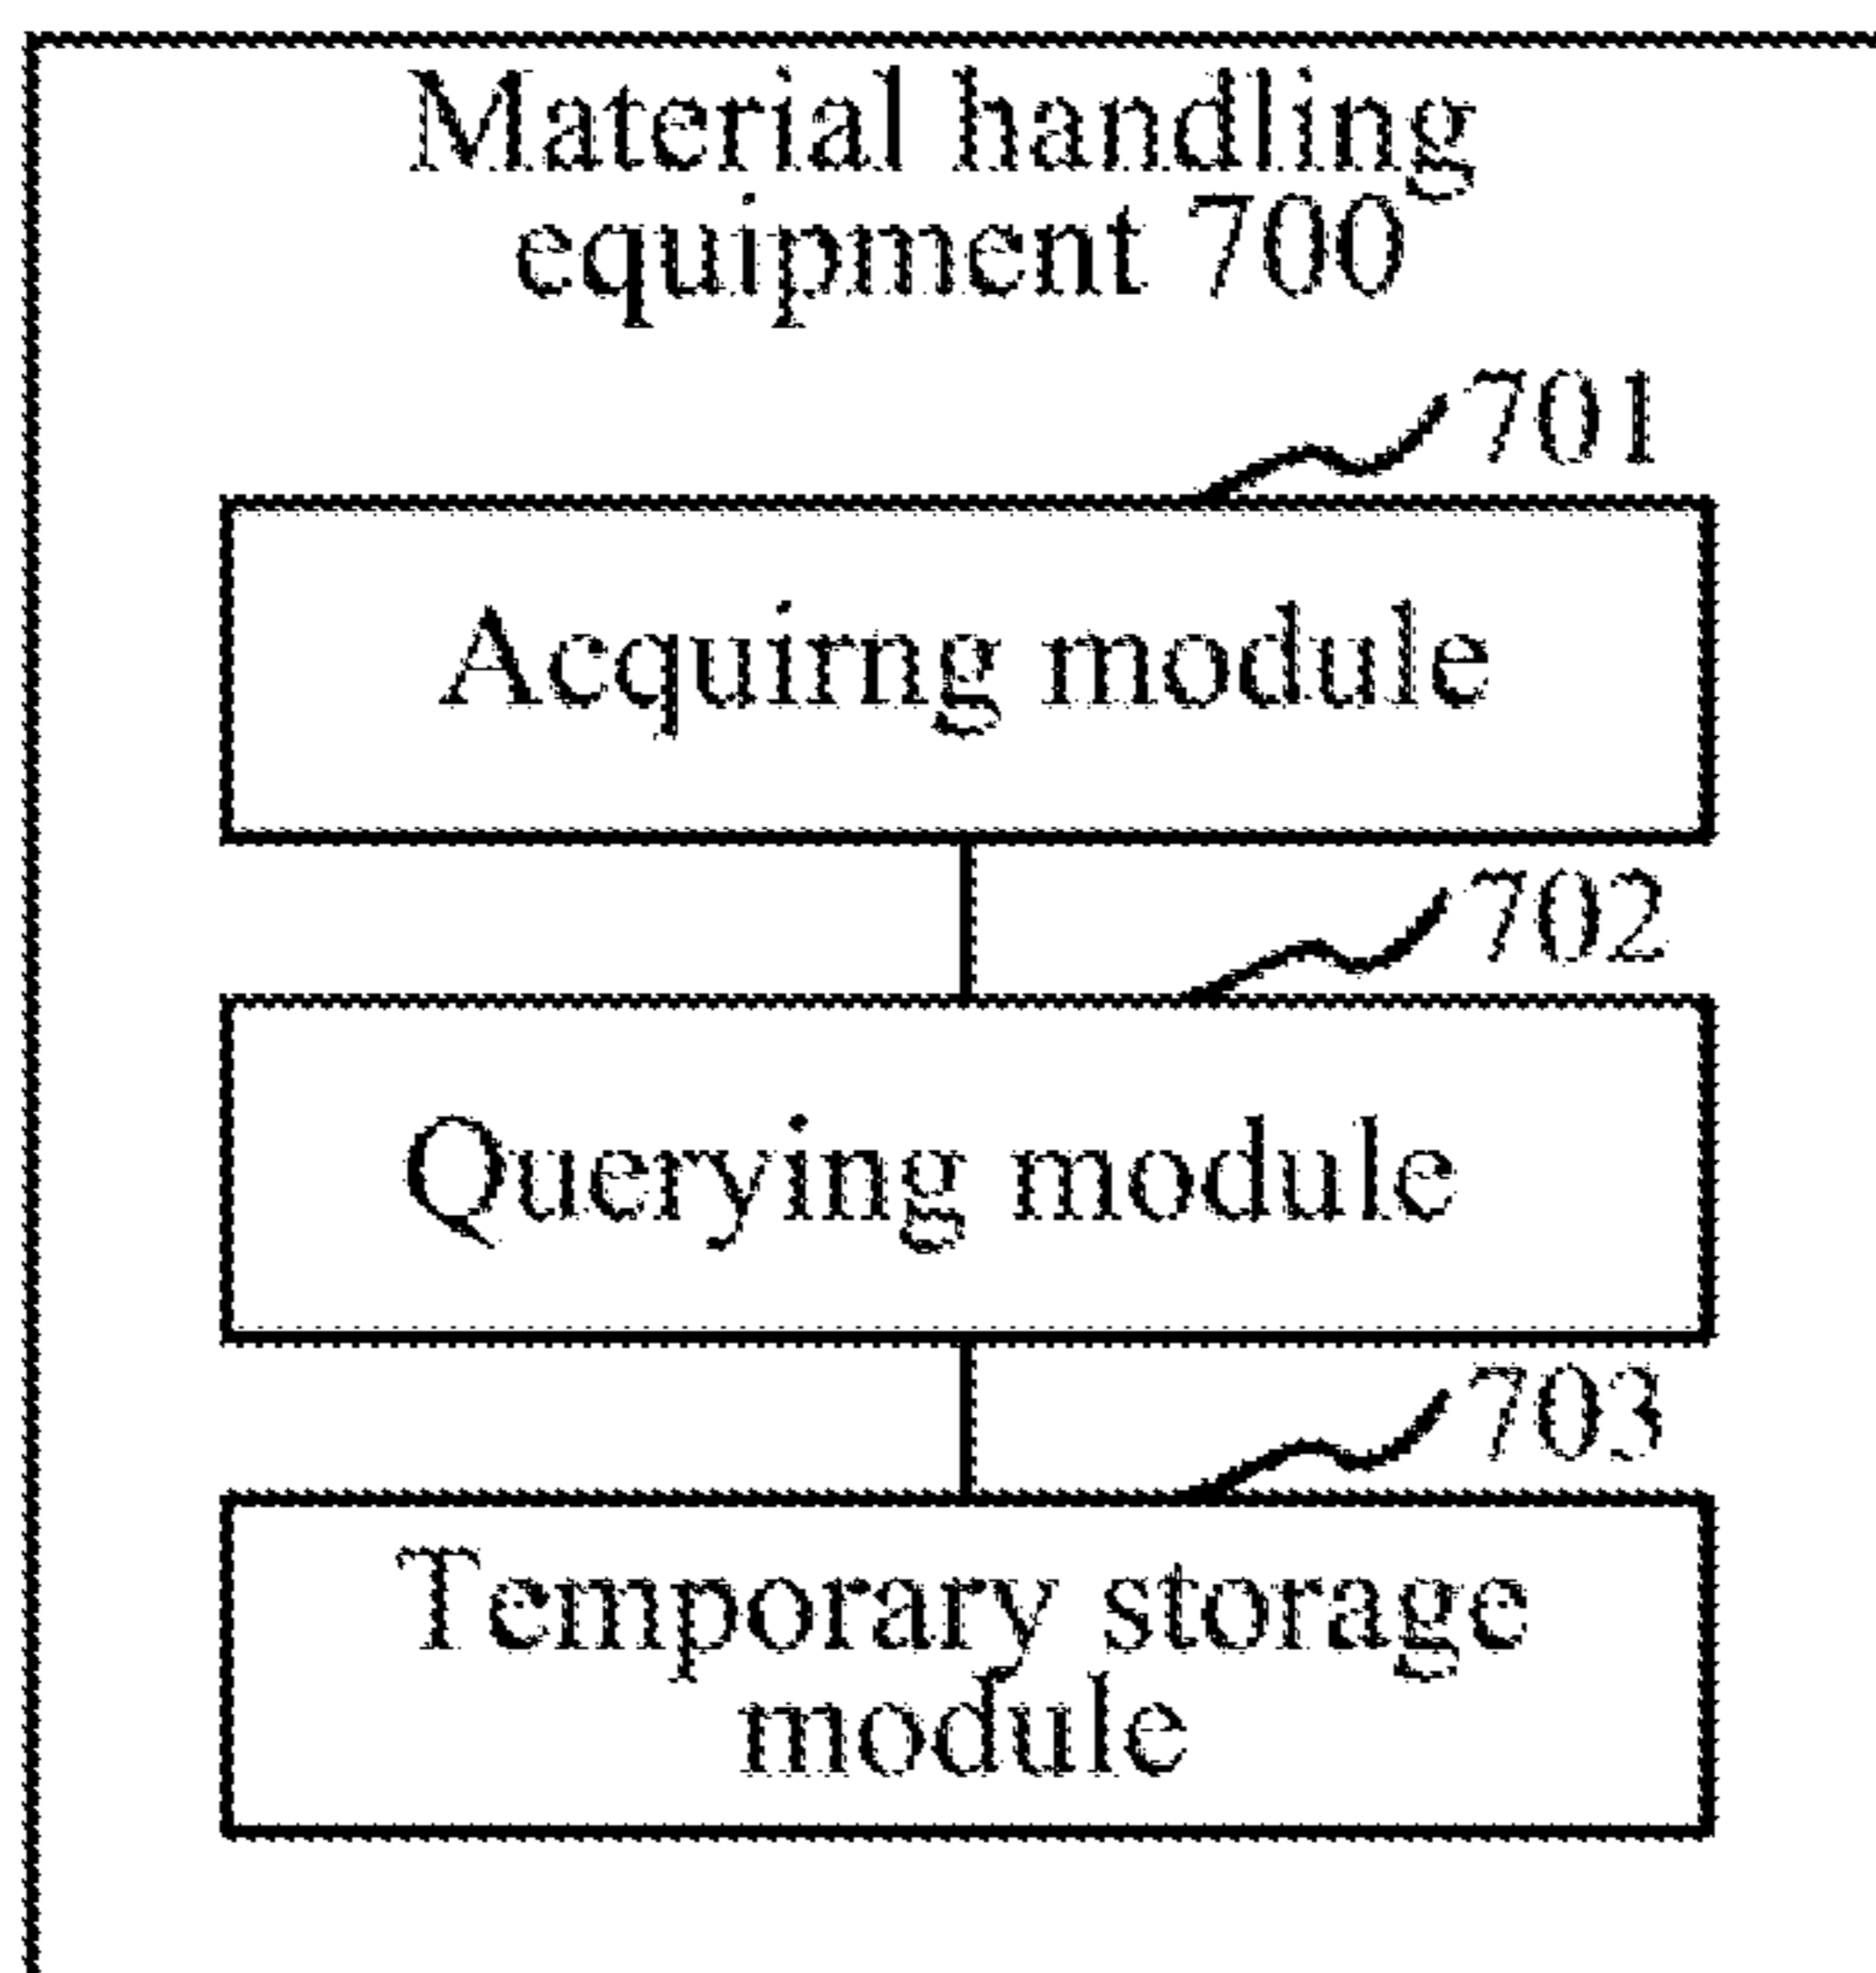 Material handling
equipment 700
701
Acquirng module
702
Querying module
703
Temporary storage
module